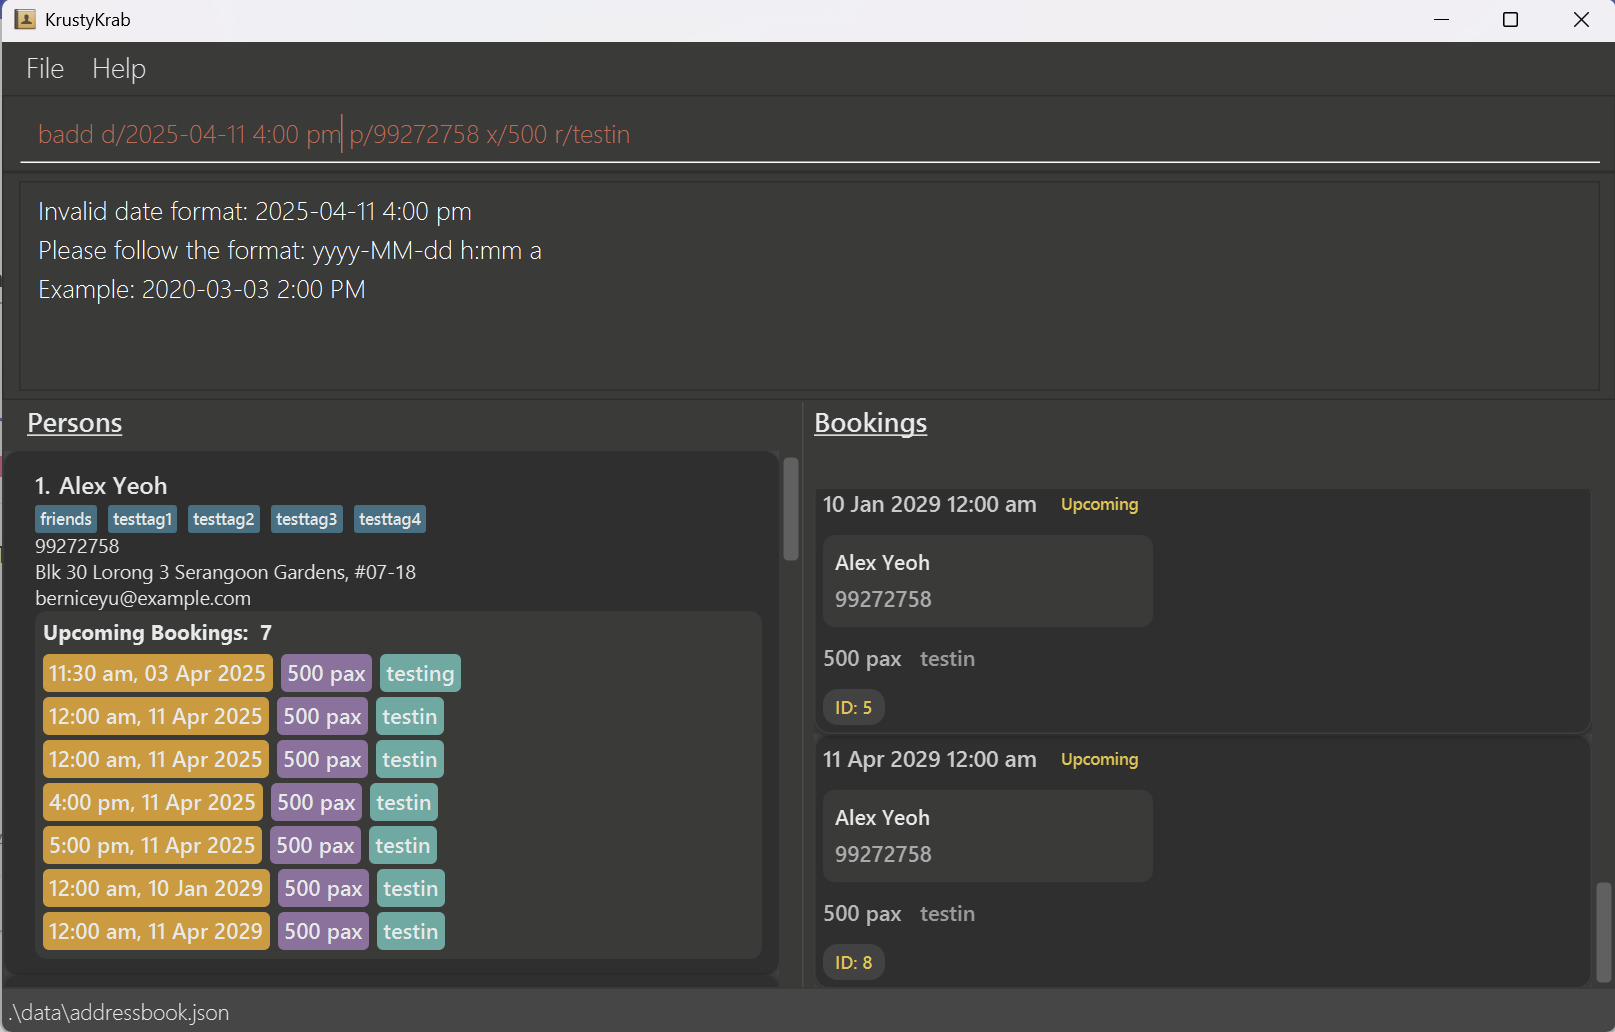 KrustyKrab
File Help
badd d/2025-04-11 4:00 pm p/99272758 x/500 r/testin
Invalid date format: 2025-04-11 4:00 pm
Please follow the format: yyyy-MM-dd h:mm a
Example: 2020-03-03 2:00 PM
Persons
1. Alex Yeoh
friends testtag1 testtag2 testtag3 testtag4
99272758
Blk 30 Lorong 3 Serangoon Gardens, #07-18
berniceyu@example.com
Upcoming Bookings: 7
11:30 am, 03 Apr 2025 500 pax testing
12:00 am, 11 Apr 2025 500 pax testin
12:00 am, 11 Apr 2025 500 pax testin
4:00 pm, 11 Apr 2025 500 pax testin
5:00 pm, 11 Apr 2025 500 pax testin
12:00 am, 10 Jan 2029 500 pax testin
12:00 am, 11 Apr 2029 500 pax testin
Bookings
10 Jan 2029 12:00 am Upcoming
Alex Yeoh
99272758
500 pax testin
ID: 5
11 Apr 2029 12:00 am Upcoming
Alex Yeoh
99272758
500 pax testin
ID: 8
.\data\addressbook.json